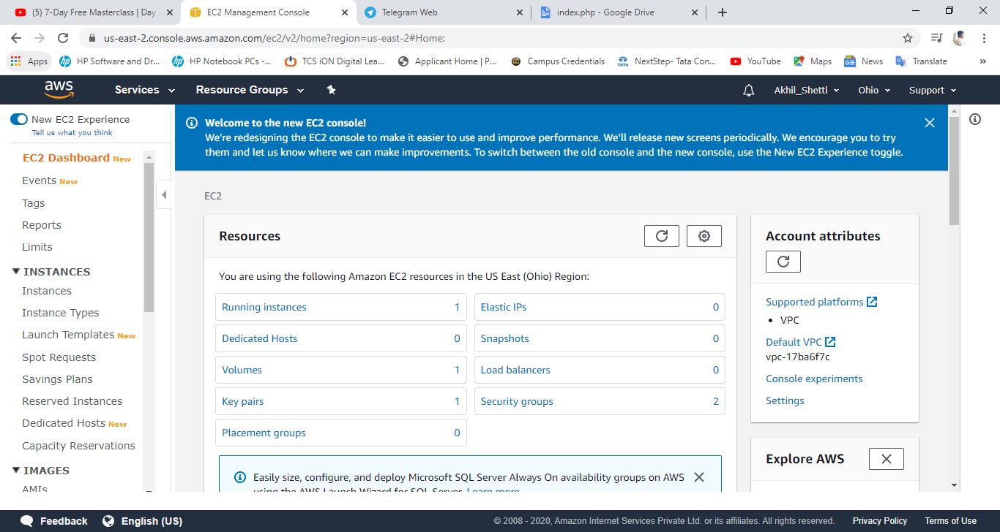 (5) 7-Day Free Masterclass | Day
EC2 Management Console
Telegram Web
index.php - Google Drive
us-east-2.console.aws.amazon.com/ec2/v2/home?region=us-east-2#Home:
Apps
HP Software and Dr...
HP Notebook PCs -...
TCS iON Digital Lea...
Applicant Home | P...
Campus Credentials
NextStep- Tata Con...
YouTube
Maps
News
Translate
aws
Services
Resource Groups
Akhil_Shetti
Ohio
Support
New EC2 Experience
Tell us what you think
EC2 Dashboard New
Events New
Tags
Reports
Limits
INSTANCES
Instances
Instance Types
Launch Templates New
Spot Requests
Savings Plans
Reserved Instances
Dedicated Hosts New
Capacity Reservations
IMAGES
AMIs
Welcome to the new EC2 console!
We're redesigning the EC2 console to make it easier to use and improve performance. We'll release new screens periodically. We encourage you to try
them and let us know where we can make improvements. To switch between the old console and the new console, use the New EC2 Experience toggle.
EC2
Resources
You are using the following Amazon EC2 resources in the US East (Ohio) Region:
Running instances 1
Elastic IPs 0
Dedicated Hosts 0
Snapshots 0
Volumes 1
Load balancers 0
Key pairs 1
Security groups 2
Placement groups 0
Easily size, configure, and deploy Microsoft SQL Server Always On availability groups on AWS
using the AWS Launch Wizard for SQL Server. Learn more
Account attributes
Supported platforms
• VPC
Default VPC
vpc-17ba6f7c
Console experiments
Settings
Explore AWS
Feedback
English (US)
© 2008 - 2020, Amazon Internet Services Private Ltd. or its affiliates. All rights reserved.
Privacy Policy
Terms of Use